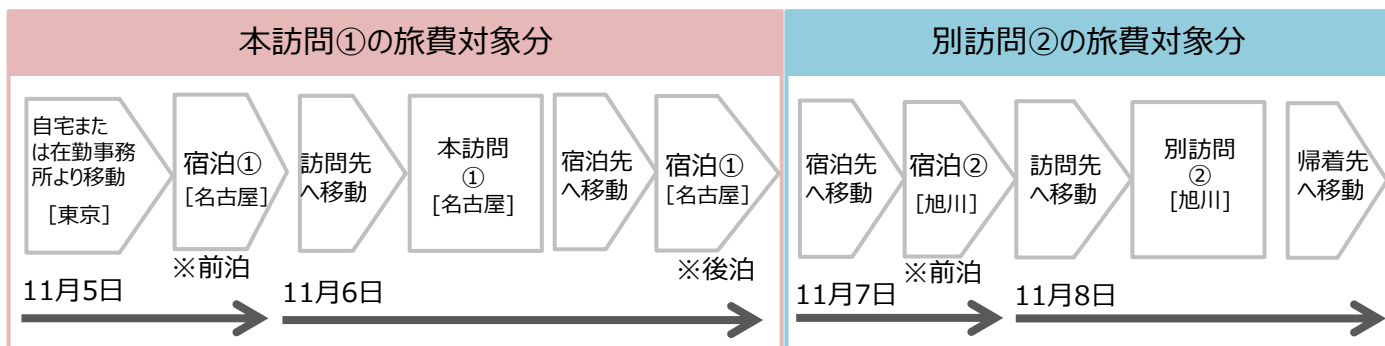 本訪問①の旅費対象分
別訪問②の旅費対象分
自宅また
は在勤事務
所より移動
[東京]
宿泊①
[名古屋]
訪問先
へ移動
本訪問
①
[名古屋]
宿泊先
へ移動
宿泊①
[名古屋]
宿泊先
へ移動
宿泊②
[旭川]
訪問先
へ移動
別訪問
②
[旭川]
帰着先
へ移動
※前泊
※後泊
※前泊
11月5日
11月6日
11月7日
11月8日